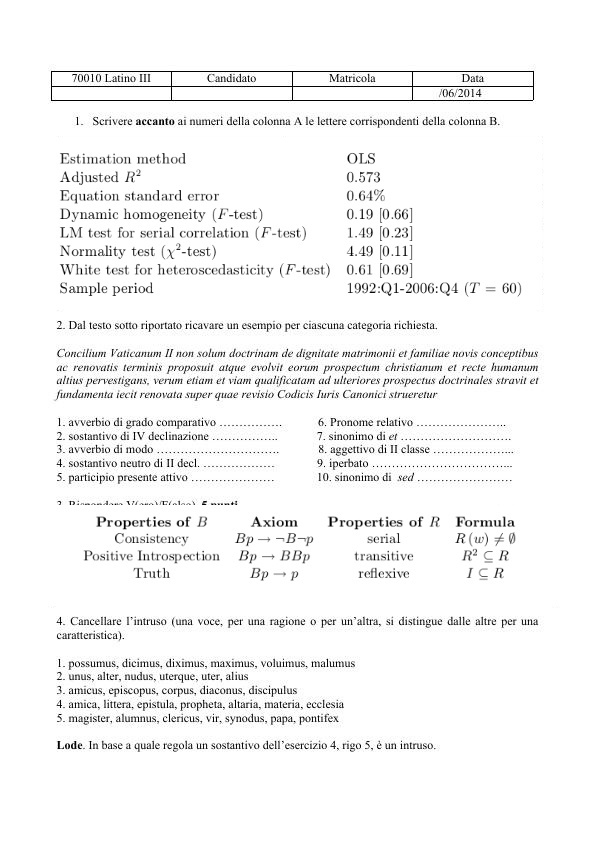 70010 Latino III Candidato Matricola Data
/06/2014
1. Scrivere accanto ai numeri della colonna A le lettere corrispondenti della colonna B.
Estimation method OLS
Adjusted R² 0.573
Equation standard error 0.64%
Dynamic homogeneity (F-test) 0.19 [0.66]
LM test for serial correlation (F-test) 1.49 [0.23]
Normality test (χ²-test) 4.49 [0.11]
White test for heteroscedasticity (F-test) 0.61 [0.69]
Sample period 1992:Q1-2006:Q4 (T = 60)
2. Dal testo sotto riportato ricavare un esempio per ciascuna categoria richiesta.
Concilium Vaticanum II non solum doctrinam de dignitate matrimonii et familiae novis conceptibus
ac renovatis terminis proposuit atque evolvit eorum prospectum christianum et recte humanum
altius pervestigans, verum etiam et viam qualificatam ad ulteriores prospectus doctrinales stravit et
fundamenta iecit renovata super quae revisio Codicis Iuris Canonici strueretur
1. avverbio di grado comparativo ……………. 6. Pronome relativo …………………..
2. sostantivo di IV declinazione …………….. 7. sinonimo di et ……………………….
3. avverbio di modo …………………………. 8. aggettivo di II classe ………………...
4. sostantivo neutro di II decl. ……………… 9. iperbato ……………………………...
5. participio presente attivo ………………… 10. sinonimo di sed ……………………
3. Rispondere V(ero)/F(also). 5 punti
Properties of B Axiom Properties of R Formula
Consistency Bp → ¬B¬p serial R (w) ≠ ∅
Positive Introspection Bp → BBp transitive R² ⊆ R
Truth Bp → p reflexive I ⊆ R
4. Cancellare l’intruso (una voce, per una ragione o per un’altra, si distingue dalle altre per una
caratteristica).
1. possumus, dicimus, diximus, maximus, voluimus, malumus
2. unus, alter, nudus, uterque, uter, alius
3. amicus, episcopus, corpus, diaconus, discipulus
4. amica, littera, epistula, propheta, altaria, materia, ecclesia
5. magister, alumnus, clericus, vir, synodus, papa, pontifex
Lode. In base a quale regola un sostantivo dell’esercizio 4, rigo 5, è un intruso.